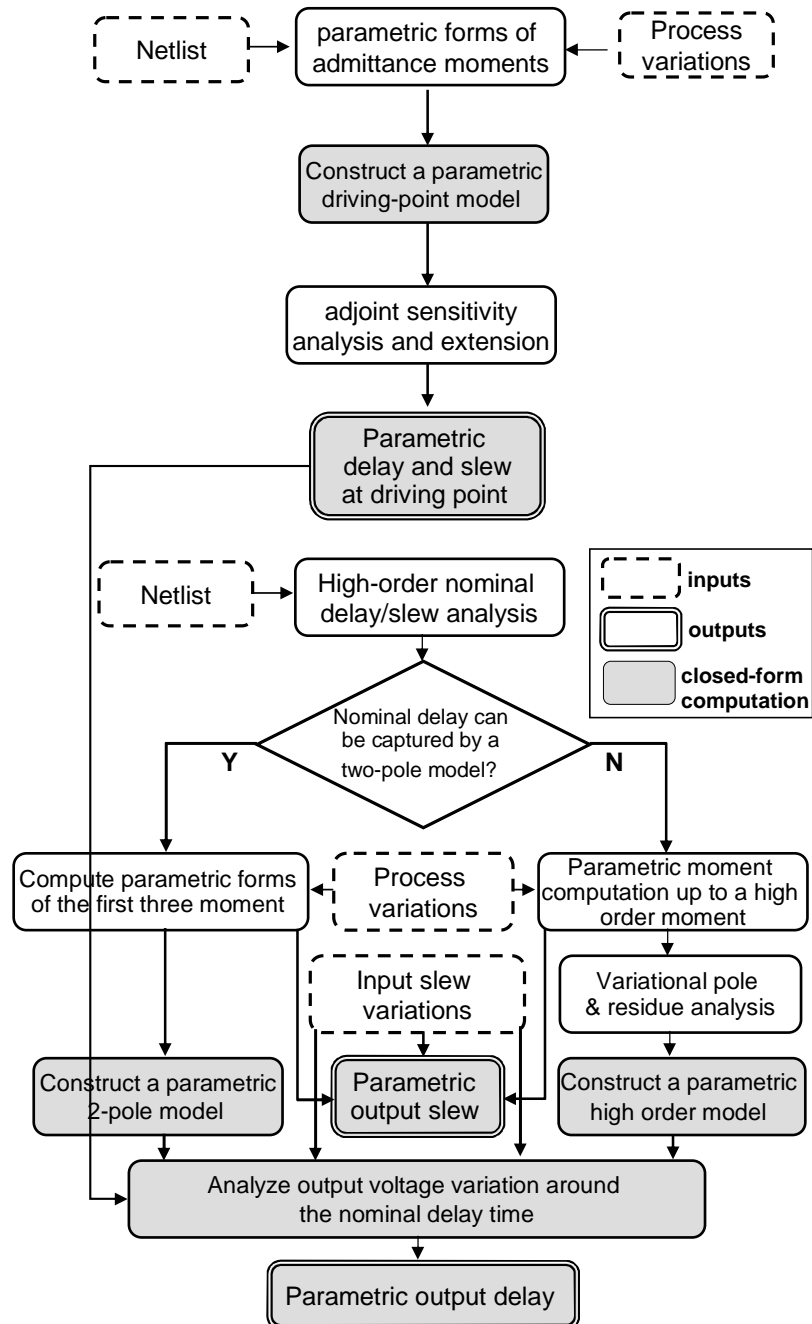 Netlist
parametric forms of
admittance moments
Process
variations
Construct a parametric
driving-point model
adjoint sensitivity
analysis and extension
Parametric
delay and slew
at driving point
Netlist
High-order nominal
delay/slew analysis
inputs
outputs
closed-form
computation
Nominal delay can
be captured by a
two-pole model?
Y
N
Compute parametric forms
of the first three moment
Process
variations
Parametric moment
computation up to a high
order moment
Input slew
variations
Variational pole
& residue analysis
Construct a parametric
2-pole model
Parametric
output slew
Construct a parametric
high order model
Analyze output voltage variation around
the nominal delay time
Parametric output delay